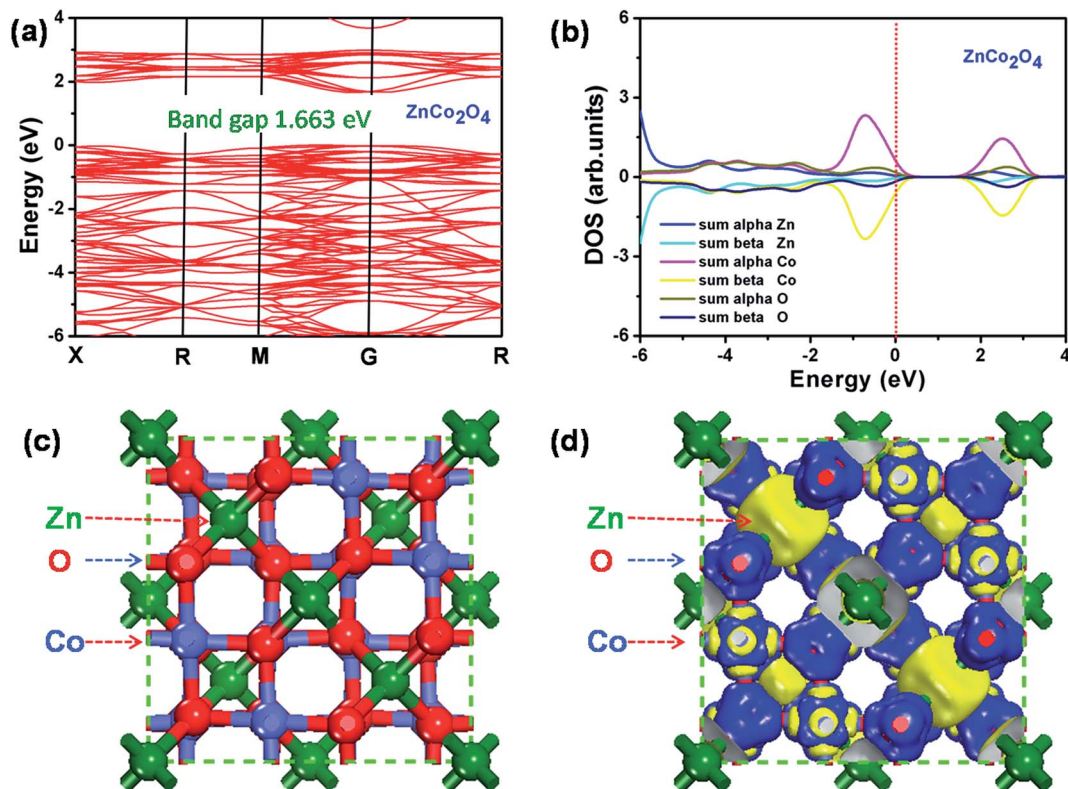 (a)
4
2
0
-2
-4
-6
Energy (eV)
Band gap 1.663 eV
ZnCo2O4
X R M G R
(b)
6
3
0
-3
-6
DOS (arb.units)
ZnCo2O4
sum alpha Zn
sum beta Zn
sum alpha Co
sum beta Co
sum alpha O
sum beta O
-6 -4 -2 0 2 4
Energy (eV)
(c)
Zn
O
Co
(d)
Zn
O
Co